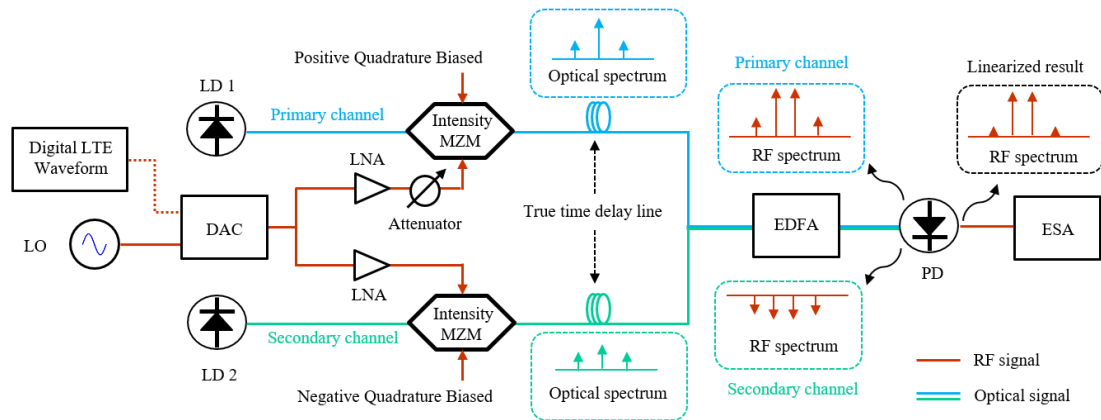 Positive Quadrature Biased
Optical spectrum
Primary channel
RF spectrum
Linearized result
RF spectrum
LD 1
Primary channel
Intensity
MZM
Digital LTE
Waveform
LNA
Attenuator
True time delay line
DAC
LO
EDFA
PD
ESA
LNA
LD 2
Secondary channel
Intensity
MZM
Negative Quadrature Biased
Optical spectrum
RF spectrum
Secondary channel
RF signal
Optical signal